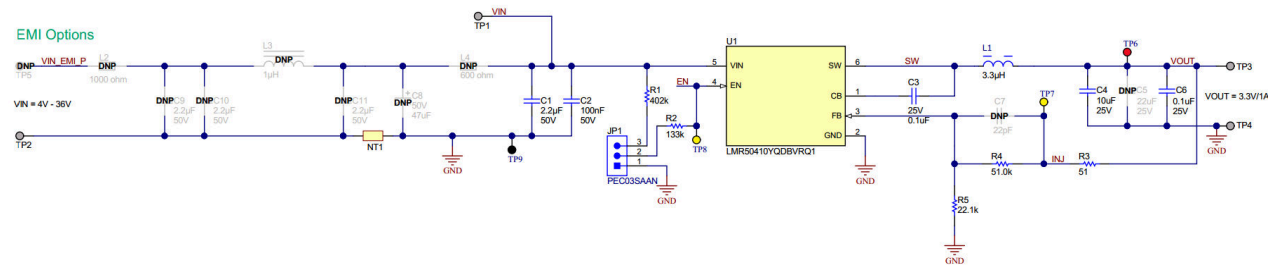 EMI Options
VIN
TP1
DNP
TP5
VIN_EMI_P
L2
DNP
1000 ohm
L3
DNP
1µH
L4
DNP
600 ohm
VIN = 4V - 36V
DNP
C9
2.2µF
50V
DNP
C10
2.2µF
50V
DNP
C11
2.2µF
50V
DNP
C8
50V
47uF
+
C1
2.2µF
50V
C2
100nF
50V
TP2
NT1
GND
TP9
R1
402k
EN
R2
133k
TP8
JP1
3
2
1
PEC03SAAN
GND
U1
5
VIN
4
EN
SW
6
CB
1
FB
3
GND
2
LMR50410YQDBVRQ1
GND
SW
C3
25V
0.1uF
L1
3.3µH
TP7
C7
DNP
22pF
R4
51.0k
INJ
R3
51
R5
22.1k
GND
TP6
VOUT
TP3
C4
10uF
25V
DNP
C5
22uF
25V
C6
0.1uF
25V
VOUT = 3.3V/1A
TP4
GND